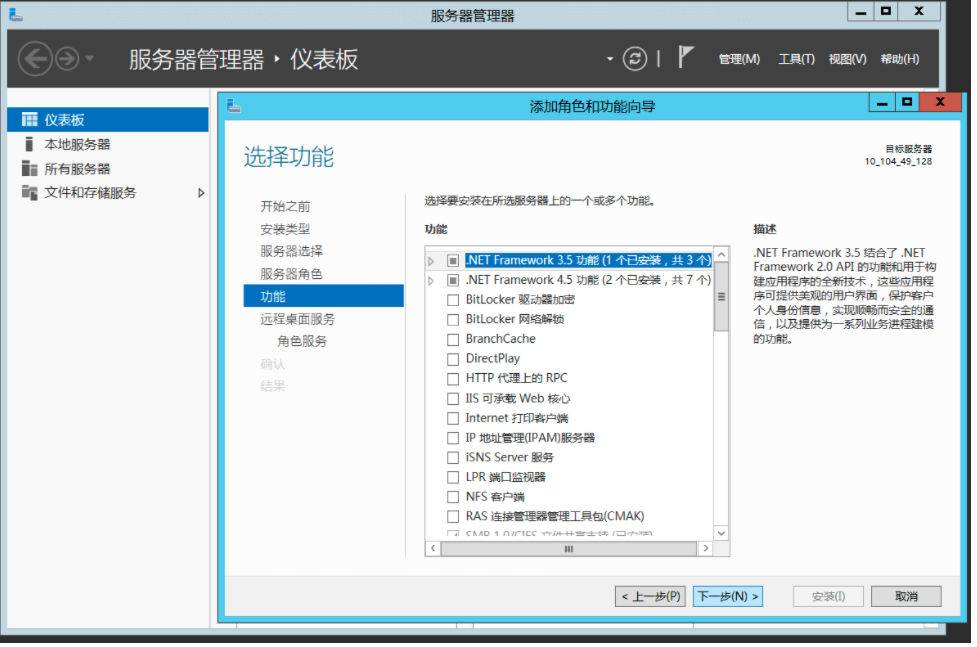 服务器管理器
服务器管理器 · 仪表板
管理(M) 工具(T) 视图(V) 帮助(H)
仪表板
本地服务器
所有服务器
文件和存储服务
添加角色和功能向导
选择功能
目标服务器
10_104_49_128
开始之前
安装类型
服务器选择
服务器角色
功能
远程桌面服务
角色服务
确认
结果
选择要安装在所选服务器上的一个或多个功能。
功能
.NET Framework 3.5 功能(1 个已安装，共 3 个)
.NET Framework 4.5 功能 (2 个已安装，共 7 个)
BitLocker 驱动器加密
BitLocker 网络解锁
BranchCache
DirectPlay
HTTP 代理上的 RPC
IIS 可承载 Web 核心
Internet 打印客户端
IP 地址管理(IPAM)服务器
iSNS Server 服务
LPR 端口监视器
NFS 客户端
RAS 连接管理器管理工具包(CMAK)
SMB 1.0/CIFS 文件共享支持 (已安装)
描述
.NET Framework 3.5 结合了 .NET
Framework 2.0 API 的功能和用于构
建应用程序的全新技术，这些应用程
序可提供美观的用户界面，保护客户
个人身份信息，实现顺畅而安全的通
信，以及提供为一系列业务进程建模
的功能。
< 上一步(P)
下一步(N) >
安装(I)
取消